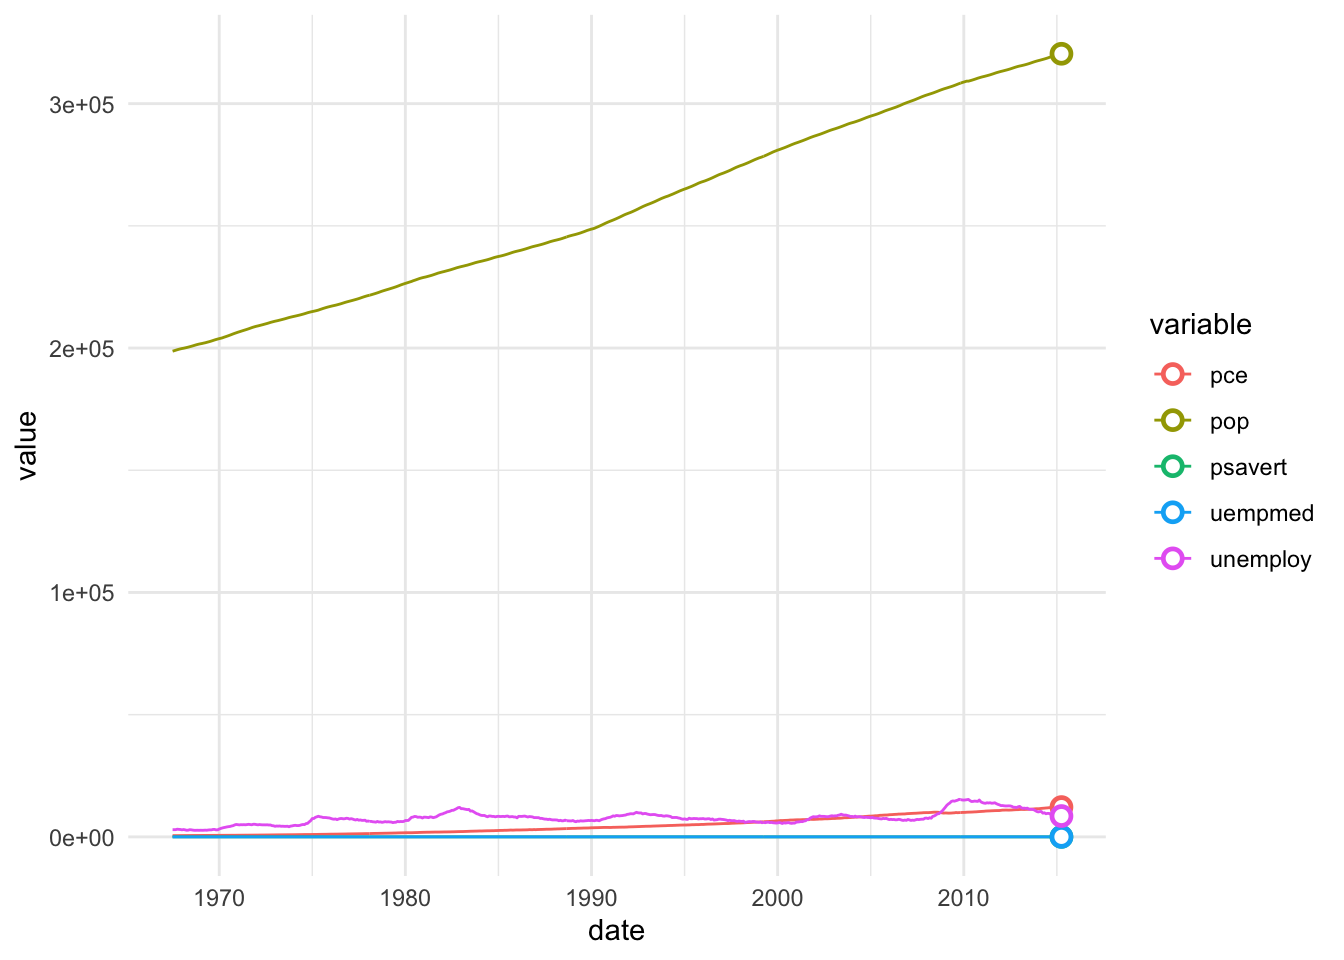 3e+05
2e+05
1e+05
0e+00
value
1970 1980 1990 2000 2010
date
variable
pce
pop
psavert
uempmed
unemploy